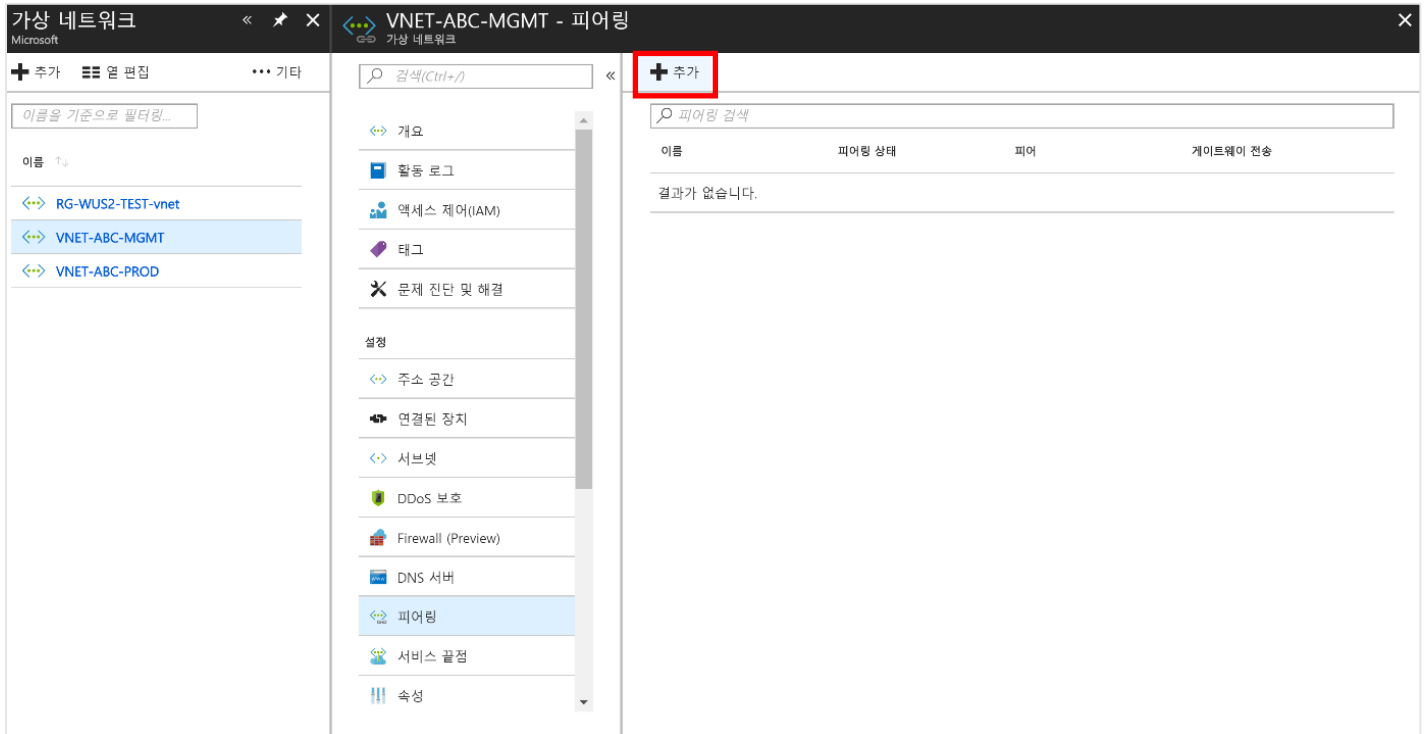 가상 네트워크
Microsoft
추가 열 편집 ••• 기타
이름을 기준으로 필터링...
이름 ↑↓
RG-WUS2-TEST-vnet
VNET-ABC-MGMT
VNET-ABC-PROD
VNET-ABC-MGMT - 피어링
가상 네트워크
검색(Ctrl+/)
개요
활동 로그
액세스 제어(IAM)
태그
문제 진단 및 해결
설정
주소 공간
연결된 장치
서브넷
DDoS 보호
Firewall (Preview)
DNS 서버
피어링
서비스 끝점
속성
추가
피어링 검색
이름 피어링 상태 피어 게이트웨이 전송
결과가 없습니다.